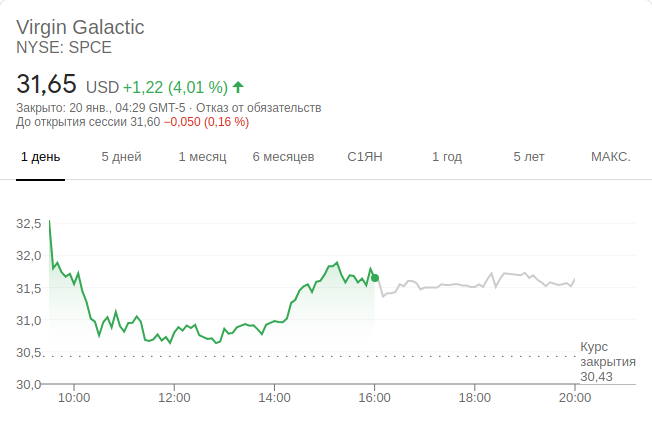 Virgin Galactic
NYSE: SPCE
31,65 USD +1,22 (4,01 %)
Закрыто: 20 янв., 04:29 GMT-5 · Отказ от обязательств
До открытия сессии 31,60 −0,050 (0,16 %)
1 день 5 дней 1 месяц 6 месяцев С1ЯН 1 год 5 лет МАКС.
32,5
32,0
31,5
31,0
30,5
30,0
Курс
закрытия
30,43
10:00 12:00 14:00 16:00 18:00 20:00